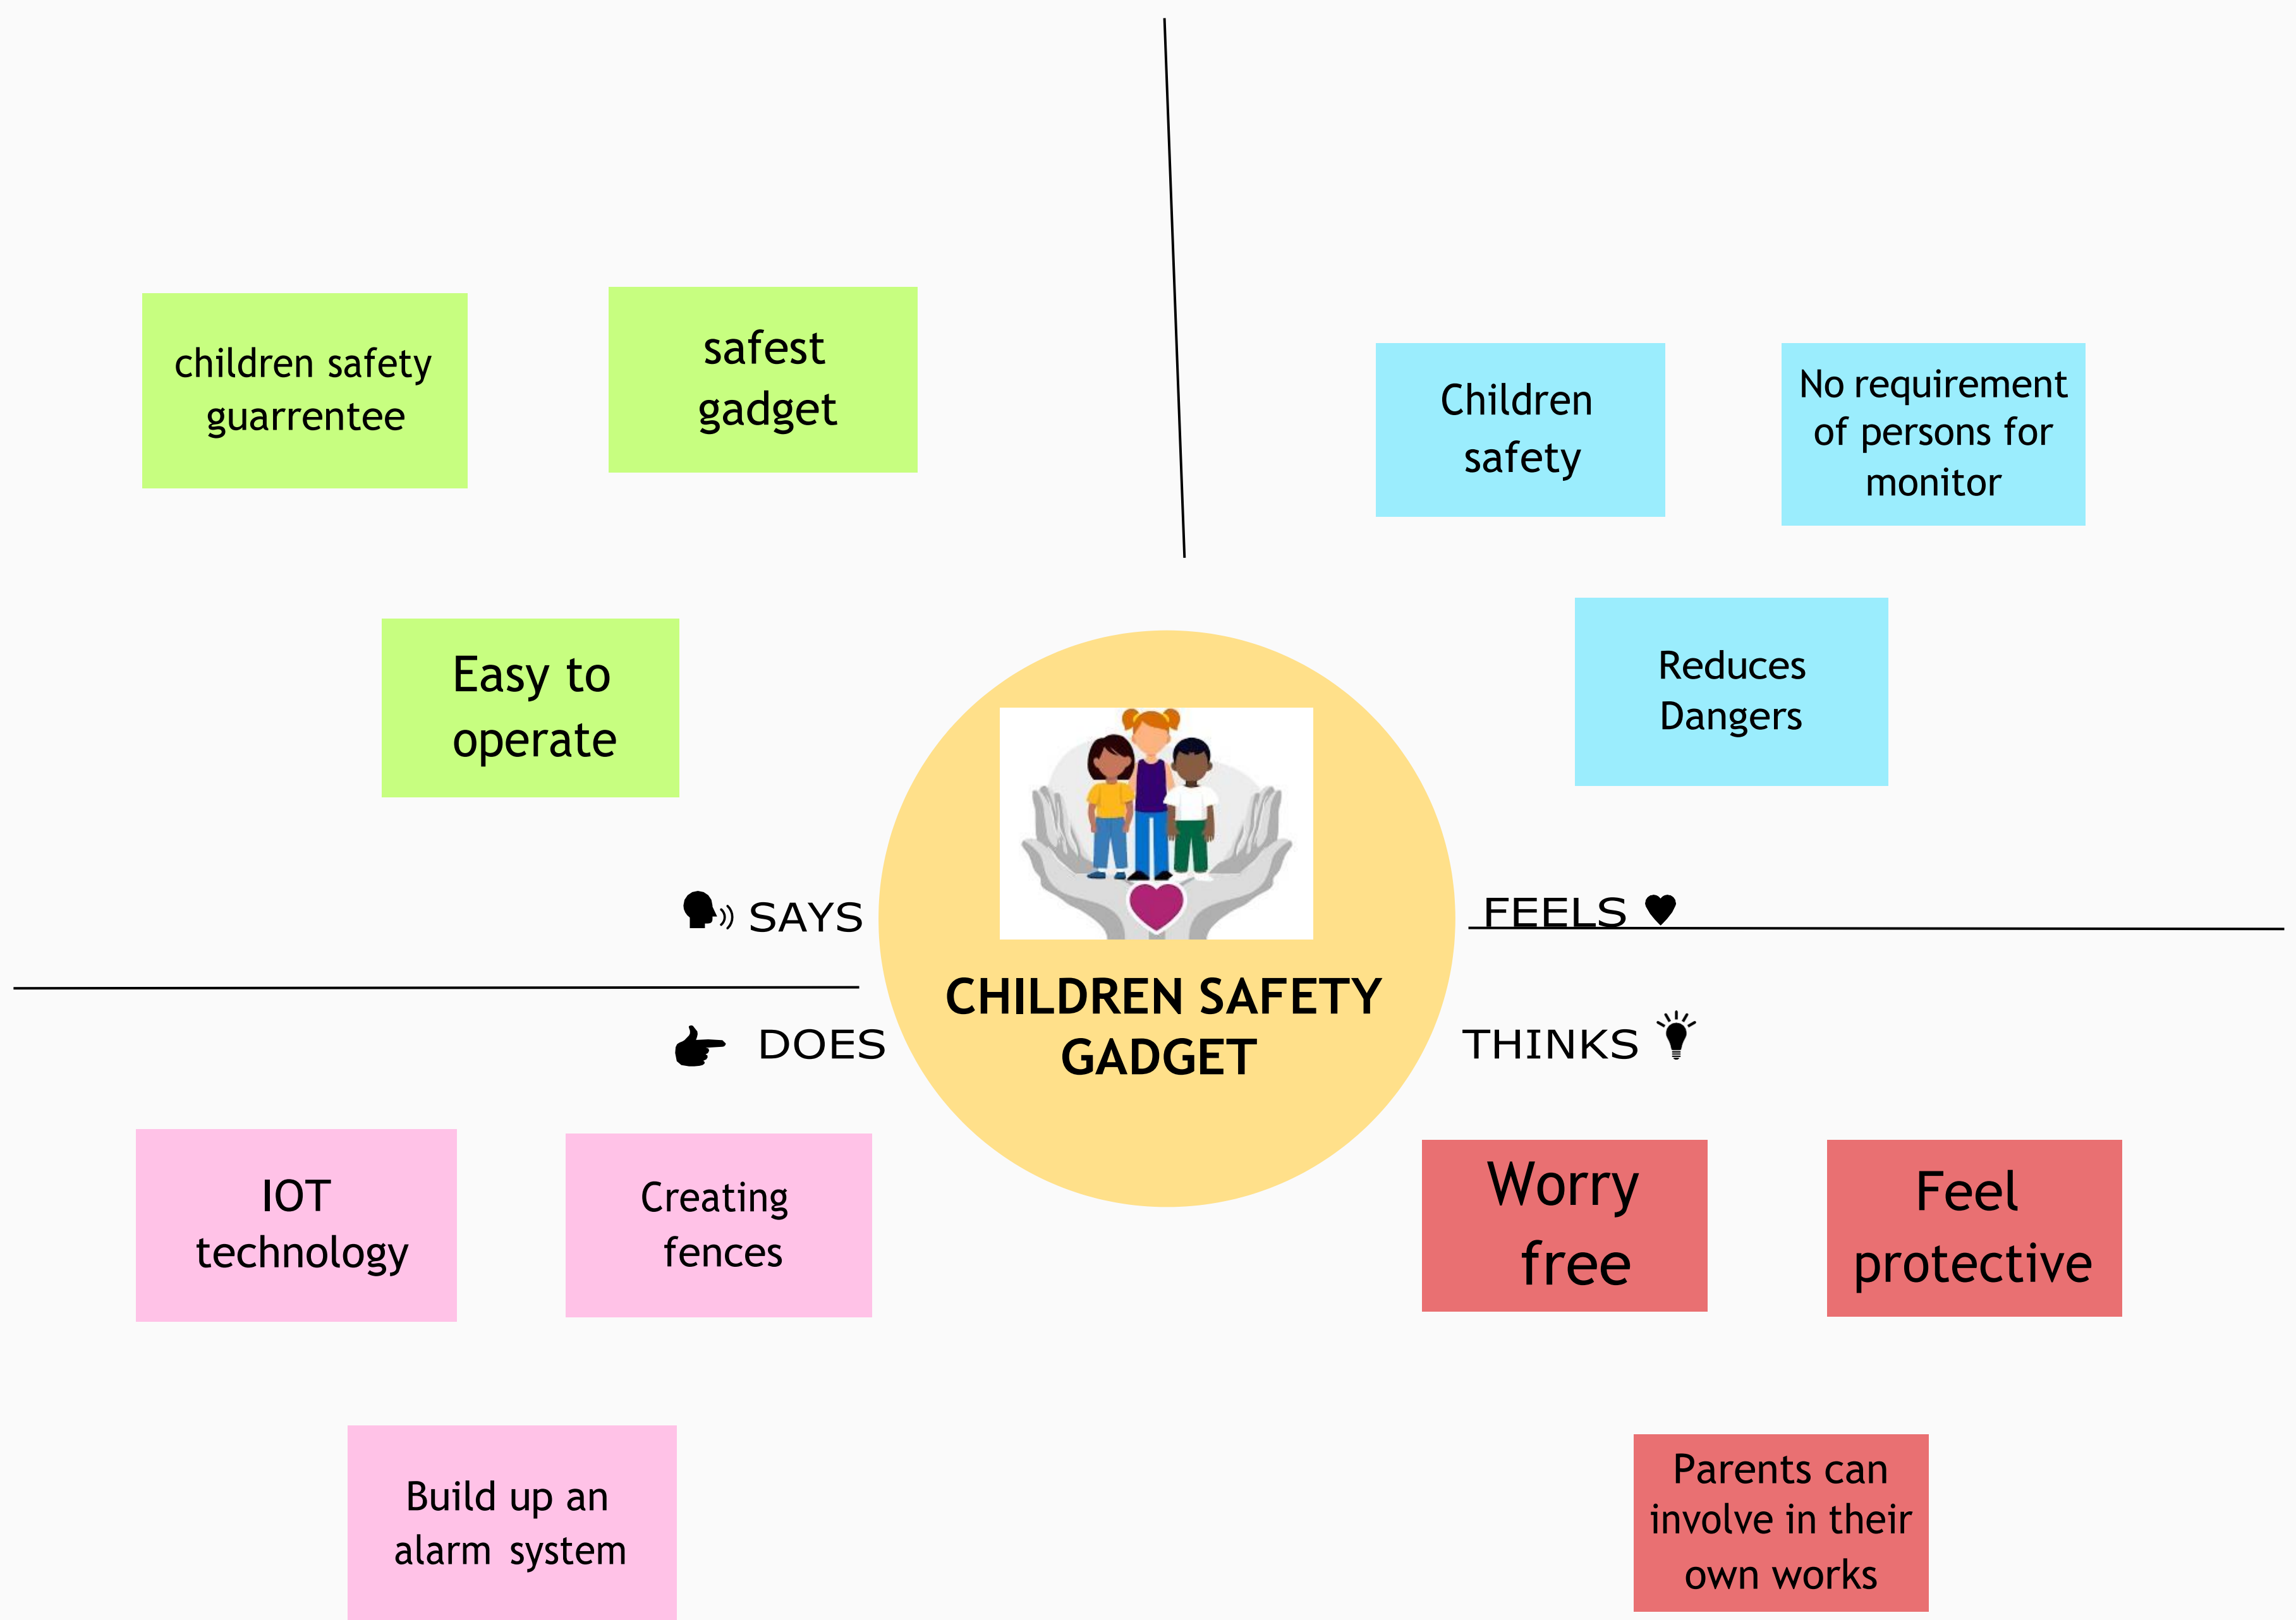 children safety
guarrentee
safest
gadget
Easy to
operate
Children
safety
No requirement
of persons for
monitor
Reduces
Dangers
SAYS
FEELS
CHILDREN SAFETY
GADGET
DOES
THINKS
IOT
technology
Creating
fences
Build up an
alarm system
Worry
free
Feel
protective
Parents can
involve in their
own works